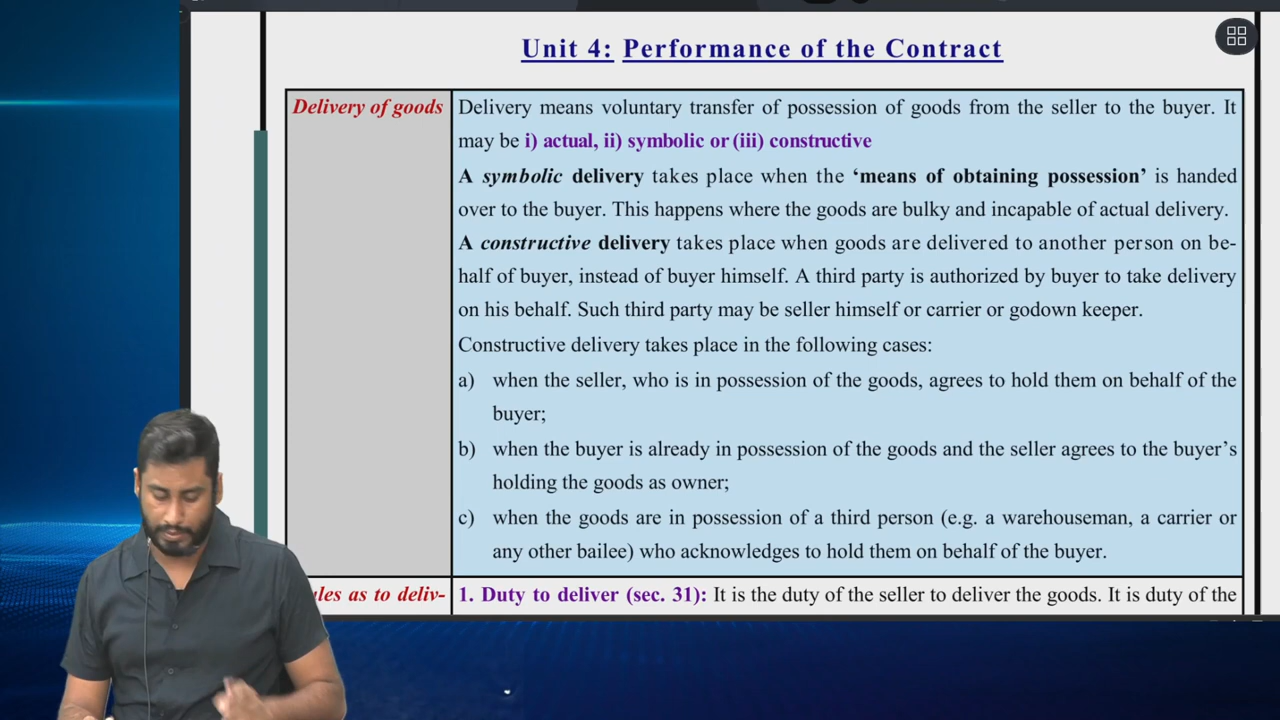 Unit 4: Performance of the Contract
Delivery of goods
Delivery means voluntary transfer of possession of goods from the seller to the buyer. It
may be i) actual, ii) symbolic or (iii) constructive
A symbolic delivery takes place when the ‘means of obtaining possession’ is handed
over to the buyer. This happens where the goods are bulky and incapable of actual delivery.
A constructive delivery takes place when goods are delivered to another person on be-
half of buyer, instead of buyer himself. A third party is authorized by buyer to take delivery
on his behalf. Such third party may be seller himself or carrier or godown keeper.
Constructive delivery takes place in the following cases:
a) when the seller, who is in possession of the goods, agrees to hold them on behalf of the
buyer;
b) when the buyer is already in possession of the goods and the seller agrees to the buyer’s
holding the goods as owner;
c) when the goods are in possession of a third person (e.g. a warehouseman, a carrier or
any other bailee) who acknowledges to hold them on behalf of the buyer.
as to deliv-
1. Duty to deliver (sec. 31): It is the duty of the seller to deliver the goods. It is duty of the